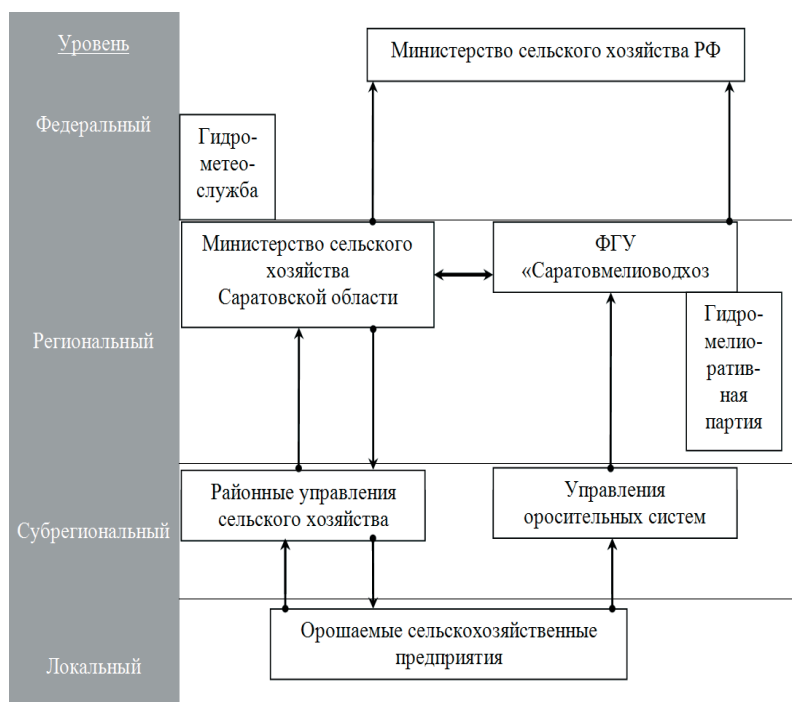 Уровень
Министерство сельского хозяйства РФ
Федеральный
Гидро-
метео-
служба
Министерство сельского
хозяйства
Саратовской области
ФГУ
«Саратовмелиоводхоз
Региональный
Гидро-
мелио-
ратив-
ная
партия
Районные управления
сельского хозяйства
Управления
оросительных систем
Субрегиональный
Орошаемые сельскохозяйственные
предприятия
Локальный